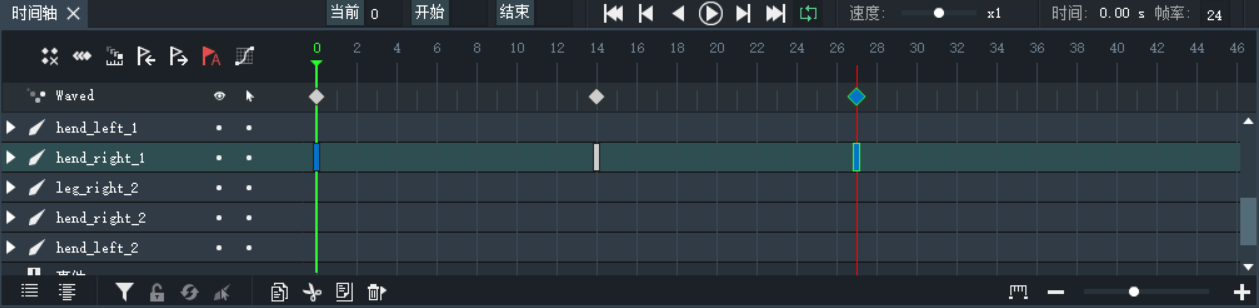 时间轴 当前 0 开始 结束 速度: x1 时间: 0.00 s 帧率: 24
0 2 4 6 8 10 12 14 16 18 20 22 24 26 28 30 32 34 36 38 40 42 44 46
A
Waved
hend_left_1
hend_right_1
leg_right_2
hend_right_2
hend_left_2
事件